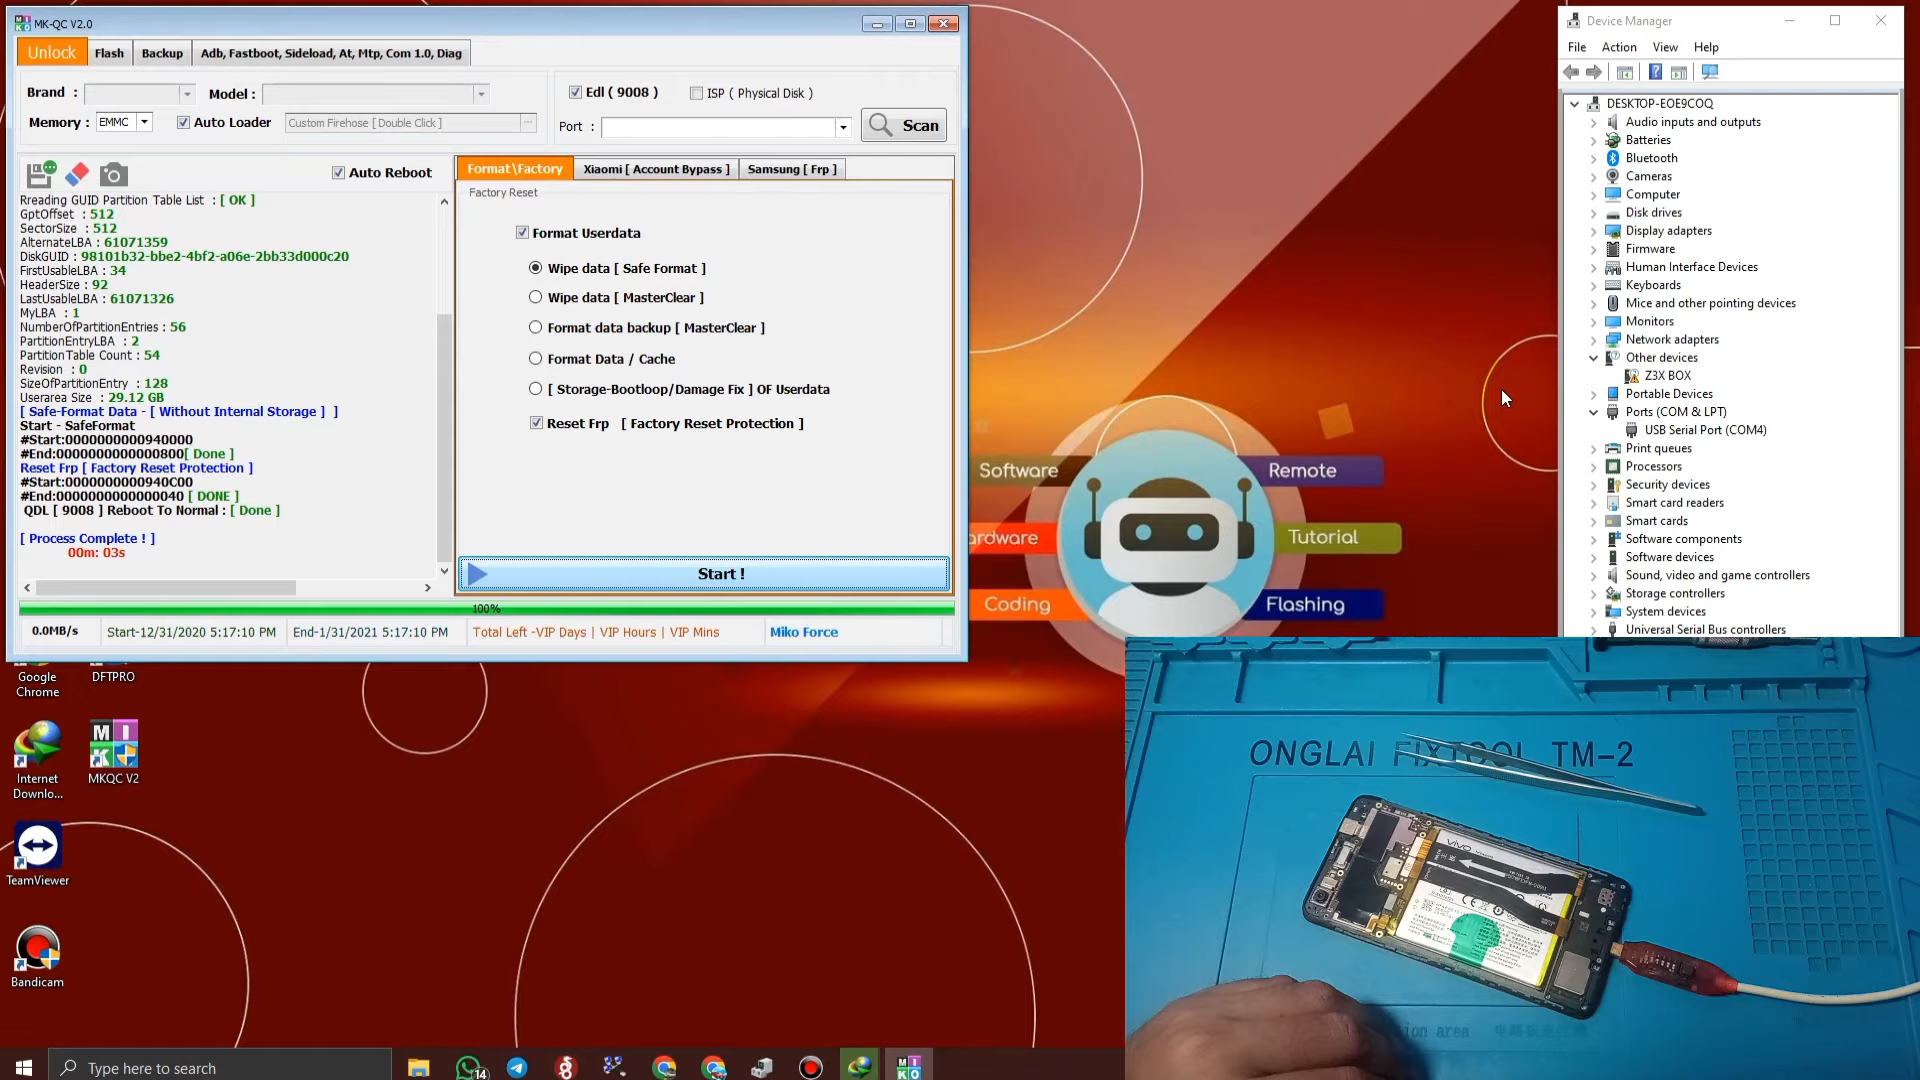 MK-QC V2.0
Unlock
Flash
Backup
Adb, Fastboot, Sideload, At, Mtp, Com 1.0, Diag
Brand :
Model :
Memory :
EMMC
Auto Loader
Custom Firehose [ Double Click ]
Edl ( 9008 )
ISP ( Physical Disk )
Port :
Scan
Auto Reboot
Rreading GUID Partition Table List : [ OK ]
GptOffset : 512
SectorSize : 512
AlternateLBA : 61071359
DiskGUID : 98101b32-bbe2-4bf2-a06e-2bb33d000c20
FirstUsableLBA : 34
HeaderSize : 92
LastUsableLBA : 61071326
MyLBA : 1
NumberOfPartitionEntries : 56
PartitionEntryLBA : 2
PartitionTable Count : 54
Revision : 0
SizeOfPartitionEntry : 128
Userarea Size : 29.12 GB
[ Safe-Format Data - [ Without Internal Storage ] ]
Start - SafeFormat
#Start:0000000000940000
#End:0000000000000800[ Done ]
Reset Frp [ Factory Reset Protection ]
#Start:0000000000940C00
#End:0000000000000040 [ DONE ]
QDL [ 9008 ] Reboot To Normal : [ Done ]
[ Process Complete ! ]
00m: 03s
Format\Factory
Xiaomi [ Account Bypass ]
Samsung [ Frp ]
Factory Reset
Format Userdata
Wipe data [ Safe Format ]
Wipe data [ MasterClear ]
Format data backup [ MasterClear ]
Format Data / Cache
[ Storage-Bootloop/Damage Fix ] OF Userdata
Reset Frp [ Factory Reset Protection ]
Start !
100%
0.0MB/s
Start-12/31/2020 5:17:10 PM
End-1/31/2021 5:17:10 PM
Total Left -VIP Days | VIP Hours | VIP Mins
Miko Force
Software
Remote
ardware
Tutorial
Coding
Flashing
Device Manager
File
Action
View
Help
DESKTOP-EOE9COQ
Audio inputs and outputs
Batteries
Bluetooth
Cameras
Computer
Disk drives
Display adapters
Firmware
Human Interface Devices
Keyboards
Mice and other pointing devices
Monitors
Network adapters
Other devices
Z3X BOX
Portable Devices
Ports (COM & LPT)
USB Serial Port (COM4)
Print queues
Processors
Security devices
Smart card readers
Smart cards
Software components
Software devices
Sound, video and game controllers
Storage controllers
System devices
Universal Serial Bus controllers
Google
Chrome
DFTPRO
Internet
Downlo...
MKQC V2
TeamViewer
Bandicam
ONGLAI FIXTOOL TM-2
vivo
Type here to search
14